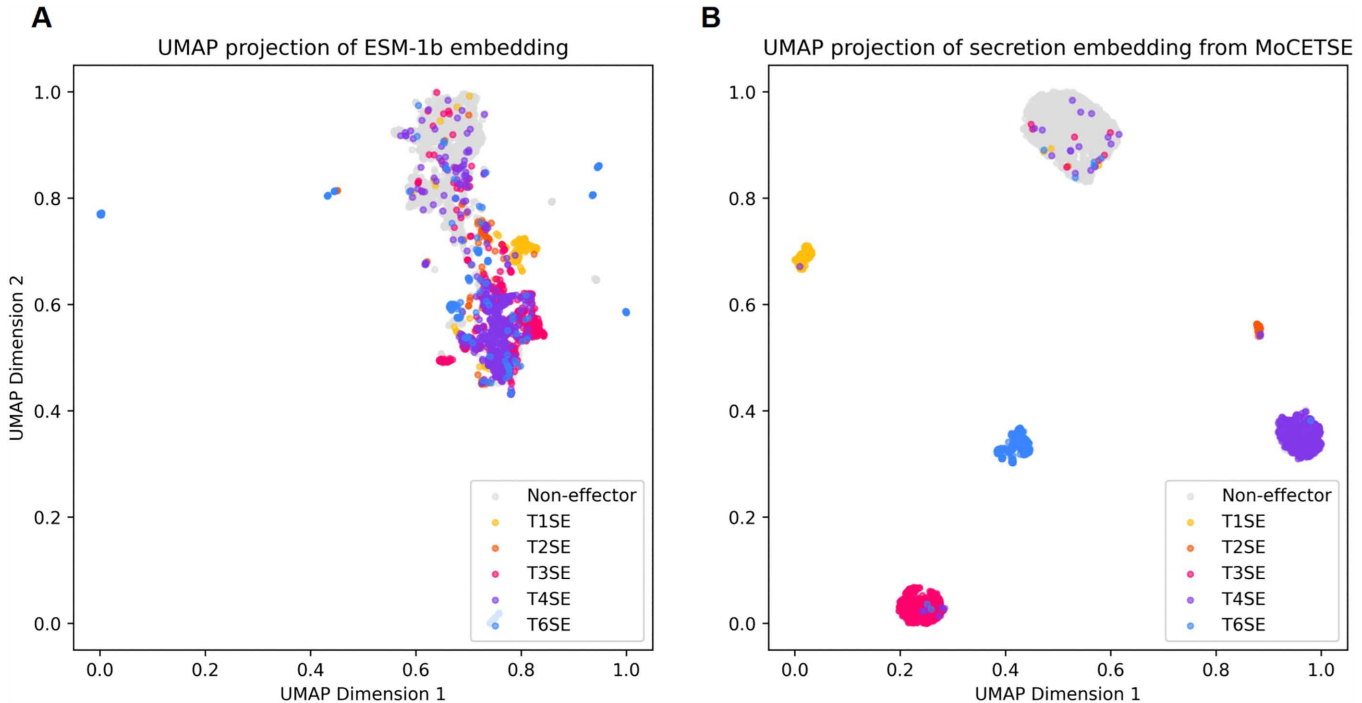 A
UMAP projection of ESM-1b embedding
UMAP Dimension 2
1.0
0.8
0.6
0.4
0.2
0.0
Non-effector
T1SE
T2SE
T3SE
T4SE
T6SE
0.0 0.2 0.4 0.6 0.8 1.0
UMAP Dimension 1
B
UMAP projection of secretion embedding from MoCETSE
1.0
0.8
0.6
0.4
0.2
0.0
Non-effector
T1SE
T2SE
T3SE
T4SE
T6SE
0.0 0.2 0.4 0.6 0.8 1.0
UMAP Dimension 1